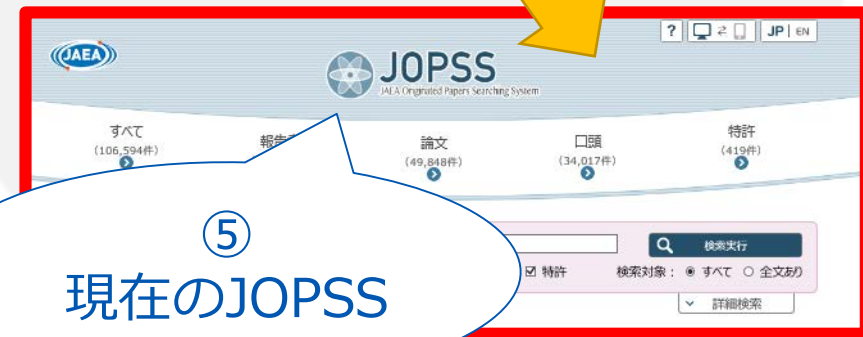 ? JP | EN
JAEA
JOPSS
JAEA Originated Papers Searching System
すべて
(106,594件)
論文
(49,848件)
口頭
(34,017件)
特許
(419件)
検索実行
特許 検索対象： すべて 全文あり
詳細検索
⑤
現在のJOPSS